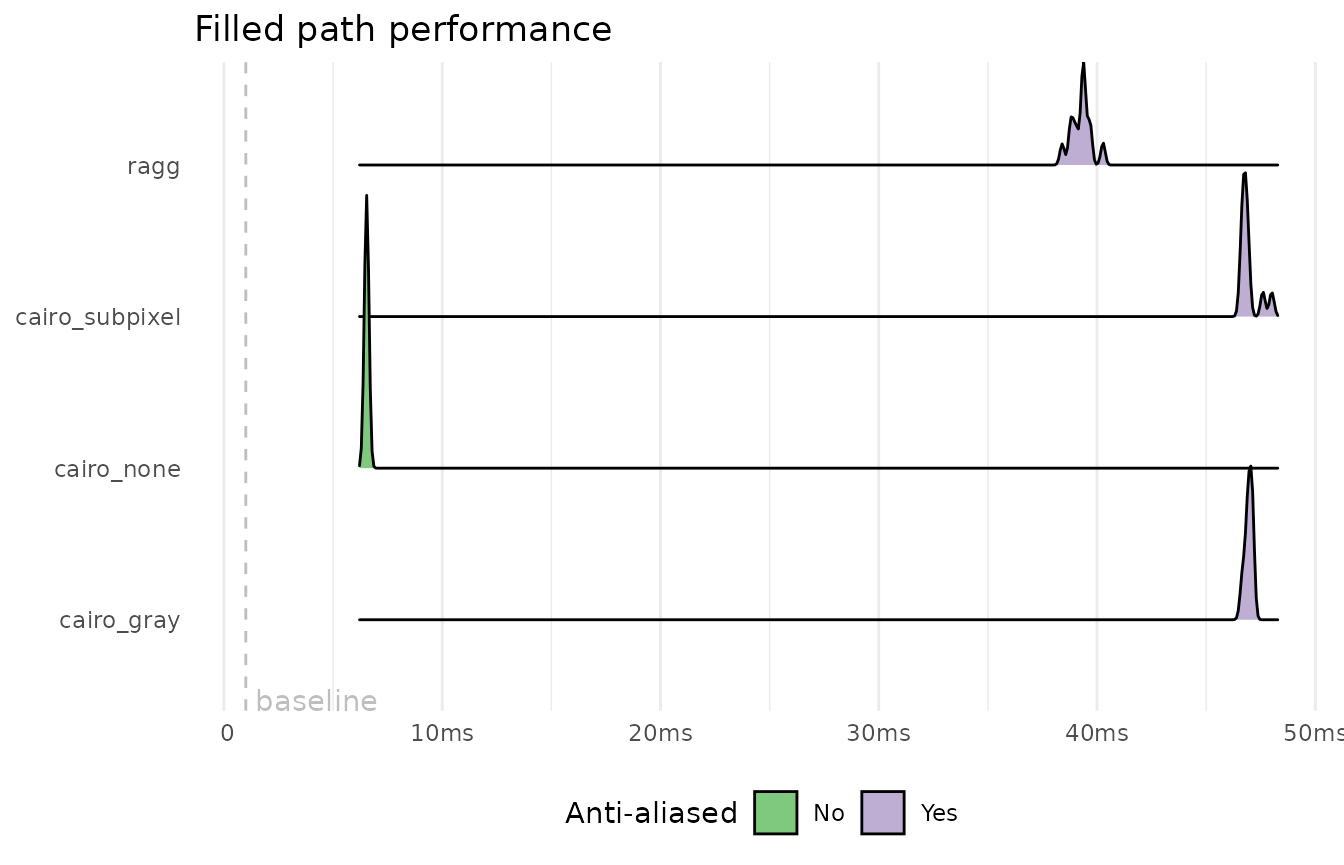 Filled path performance
ragg
cairo_subpixel
cairo_none
cairo_gray
baseline
0 10ms 20ms 30ms 40ms 50ms
Anti-aliased No Yes